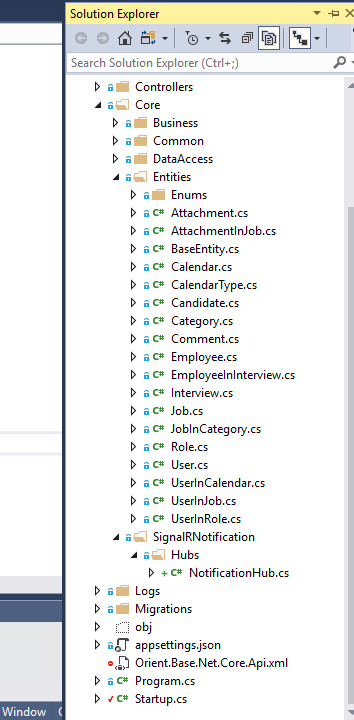 Solution Explorer
Search Solution Explorer (Ctrl+;)
Controllers
Core
Business
Common
DataAccess
Entities
Enums
C# Attachment.cs
C# AttachmentInJob.cs
C# BaseEntity.cs
C# Calendar.cs
C# CalendarType.cs
C# Candidate.cs
C# Category.cs
C# Comment.cs
C# Employee.cs
C# EmployeeInInterview.cs
C# Interview.cs
C# Job.cs
C# JobInCategory.cs
C# Role.cs
C# User.cs
C# UserInCalendar.cs
C# UserInJob.cs
C# UserInRole.cs
SignalRNotification
Hubs
+ C# NotificationHub.cs
Logs
Migrations
obj
appsettings.json
Orient.Base.Net.Core.Api.xml
C# Program.cs
C# Startup.cs
Window